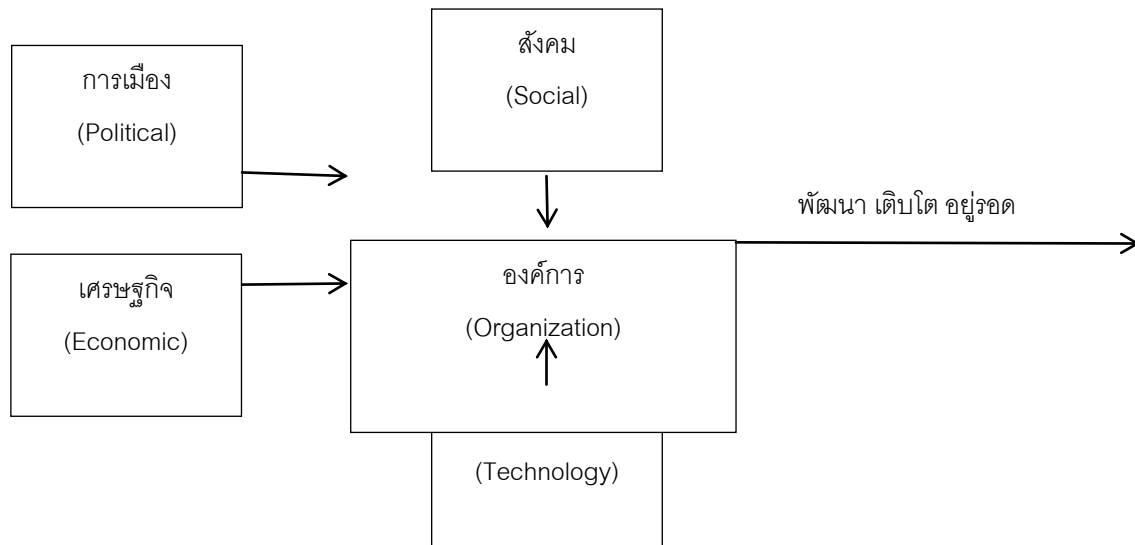 การเมือง
(Political)
สังคม
(Social)
พัฒนา เติบโต อยู่รอด
เศรษฐกิจ
(Economic)
องค์การ
(Organization)
(Technology)